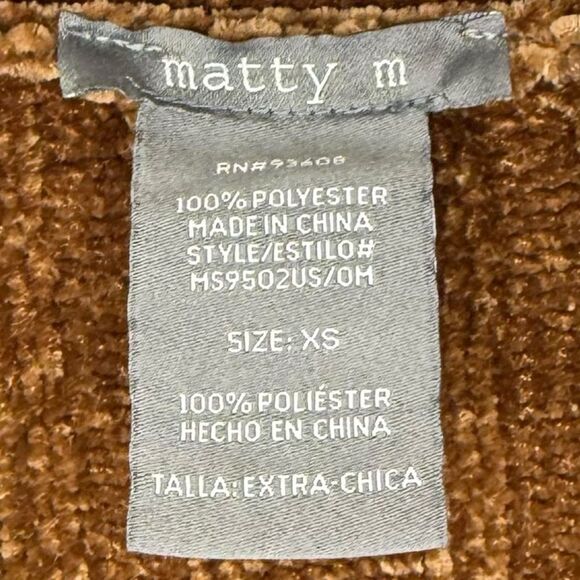 matty m
RN#93608
100% POLYESTER
MADE IN CHINA
STYLE/ESTILO#
MS9502US/OM
SIZE: XS
100% POLIÉSTER
HECHO EN CHINA
TALLA: EXTRA-CHICA